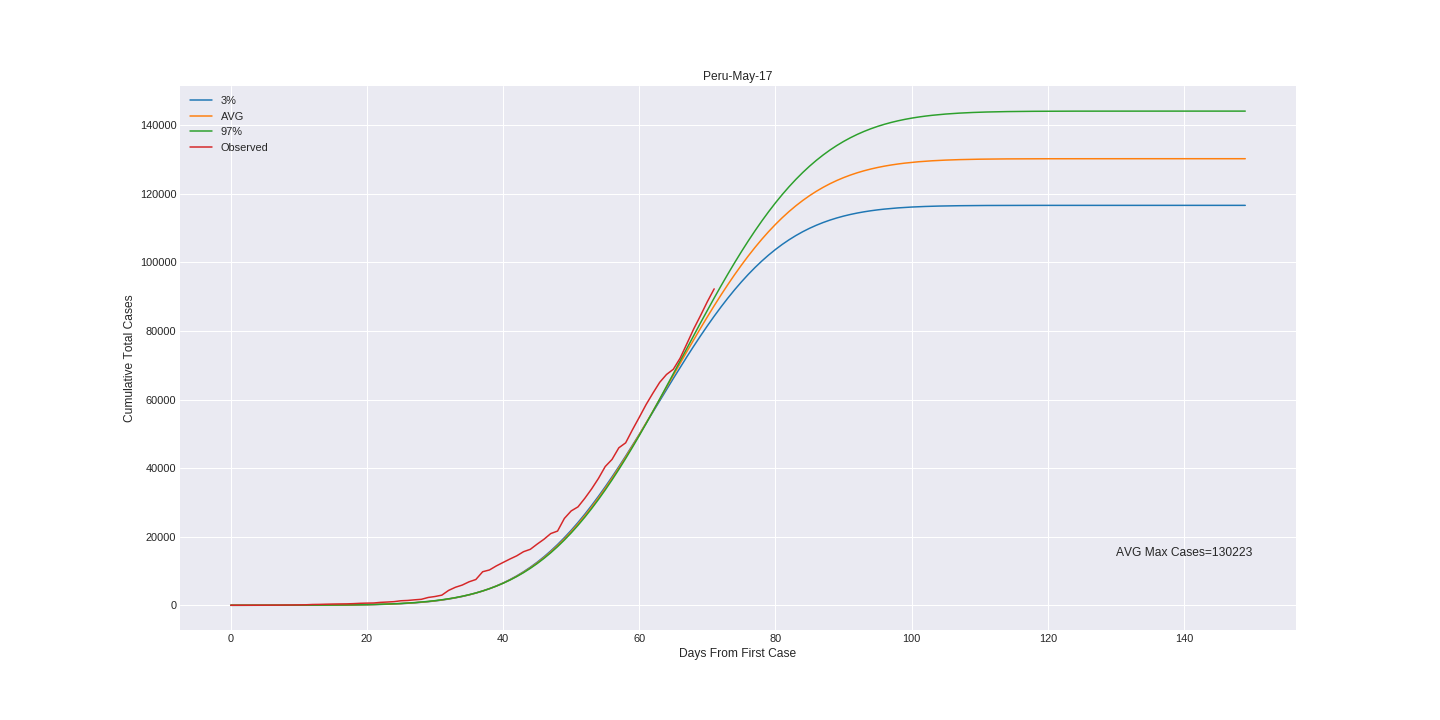 Peru-May-17
3%
AVG
97%
Observed
140000
120000
100000
80000
60000
40000
20000
0
Cumulative Total Cases
AVG Max Cases=130223
0 20 40 60 80 100 120 140
Days From First Case